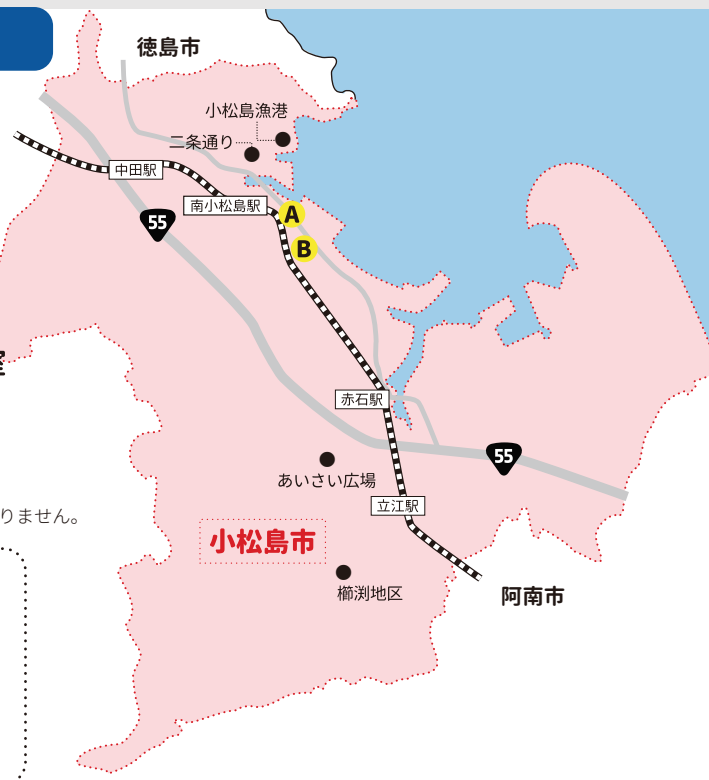 徳島市
小松島漁港
二条通り
中田駅
南小松島駅
A
55
B
赤石駅
55
あいさい広場
立江駅
りません。
小松島市
櫛渕地区
阿南市